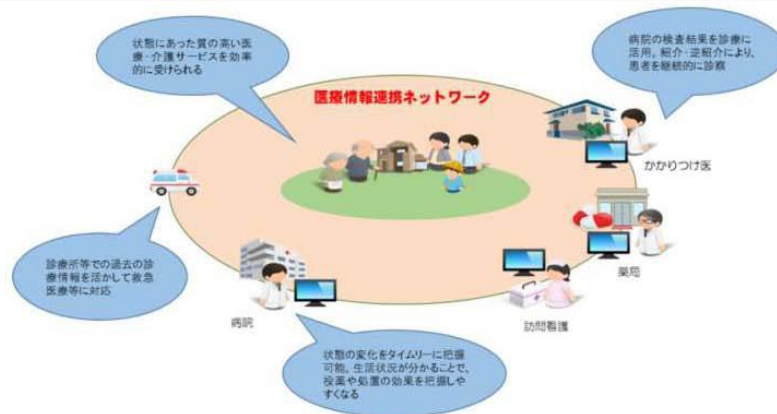 状態にあった質の高い医
療・介護サービスを効率
的に受けられる
病院の検査結果を診療に
活用。紹介・逆紹介により、
患者を継続的に診察
医療情報連携ネットワーク
かかりつけ医
薬局
診療所等での過去の診
療情報を活かして救急
医療等に対応
病院
訪問看護
状態の変化をタイムリーに把握
可能。生活状況が分かることで、
投薬や処置の効果を把握しや
すくなる